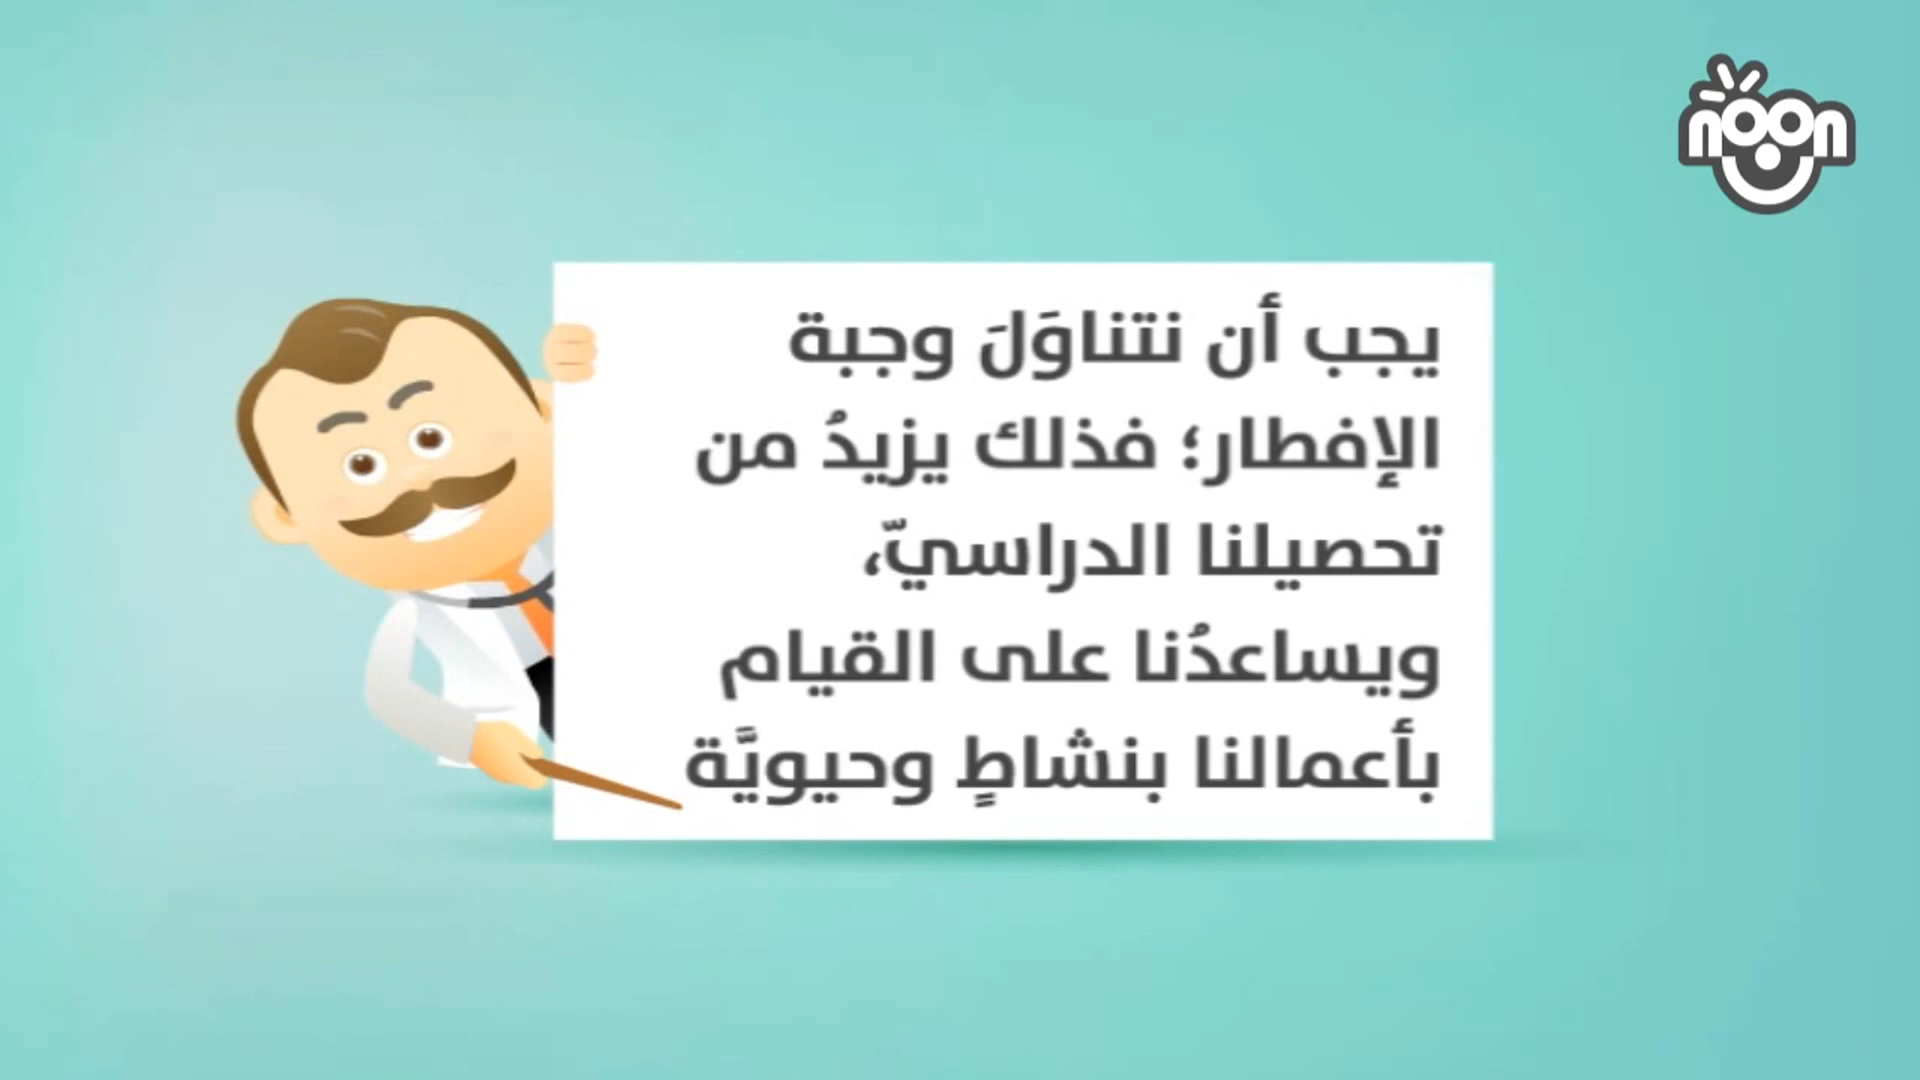 noon
يجب أن نتناوَلَ وجبة
الإفطار؛ فذلك يزيدُ من
تحصيلنا الدراسيّ،
ويساعدُنا على القيام
بأعمالنا بنشاطٍ وحيويَّة